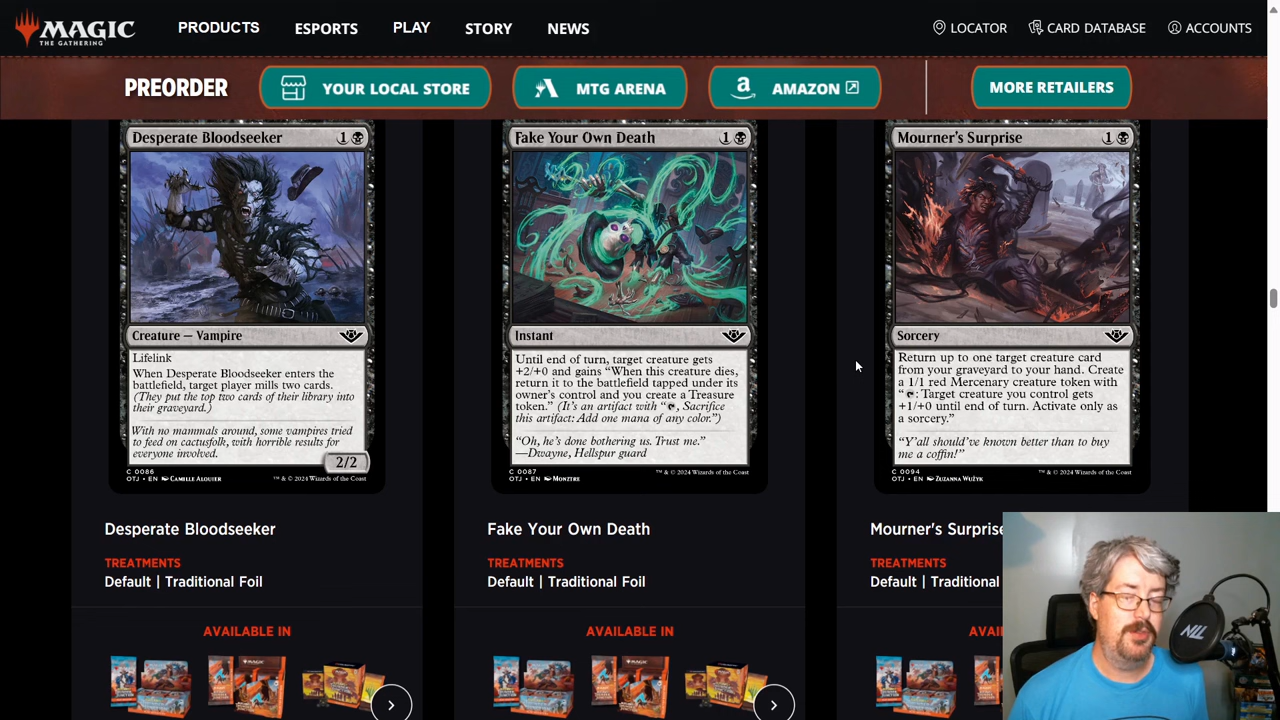 MAGIC
THE GATHERING
PRODUCTS
ESPORTS
PLAY
STORY
NEWS
LOCATOR
CARD DATABASE
ACCOUNTS
PREORDER
YOUR LOCAL STORE
MTG ARENA
a
AMAZON
MORE RETAILERS
Desperate Bloodseeker 1
Creature — Vampire
Lifelink
When Desperate Bloodseeker enters the
battlefield, target player mills two cards.
(They put the top two cards of their library into
their graveyard.)
With no mammals around, some vampires tried
to feed on cactusfolk, with horrible results for
everyone involved.
2/2
C 0086
OTJ • EN CAMILLE ALQUIER
™ & © 2024 Wizards of the Coast
Fake Your Own Death 1
Instant
Until end of turn, target creature gets
+2/+0 and gains “When this creature dies,
return it to the battlefield tapped under its
owner's control and you create a Treasure
token.” (It's an artifact with “, Sacrifice
this artifact: Add one mana of any color.”)
“Oh, he's done bothering us. Trust me.”
—Dwayne, Hellspur guard
C 0087
OTJ • EN MONZTRE
™ & © 2024 Wizards of the Coast
Mourner's Surprise 1
Sorcery
Return up to one target creature card
from your graveyard to your hand. Create
a 1/1 red Mercenary creature token with
“: Target creature you control gets
+1/+0 until end of turn. Activate only as
a sorcery.”
“Y'all should've known better than to buy
me a coffin!”
C 0094
OTJ • EN ZUZANNA WUŻYK
™ & © 2024 Wizards of the Coast
Desperate Bloodseeker
TREATMENTS
Default | Traditional Foil
AVAILABLE IN
Fake Your Own Death
TREATMENTS
Default | Traditional Foil
AVAILABLE IN
Mourner's Surprise
TREATMENTS
Default | Traditional
AVAI
NLL